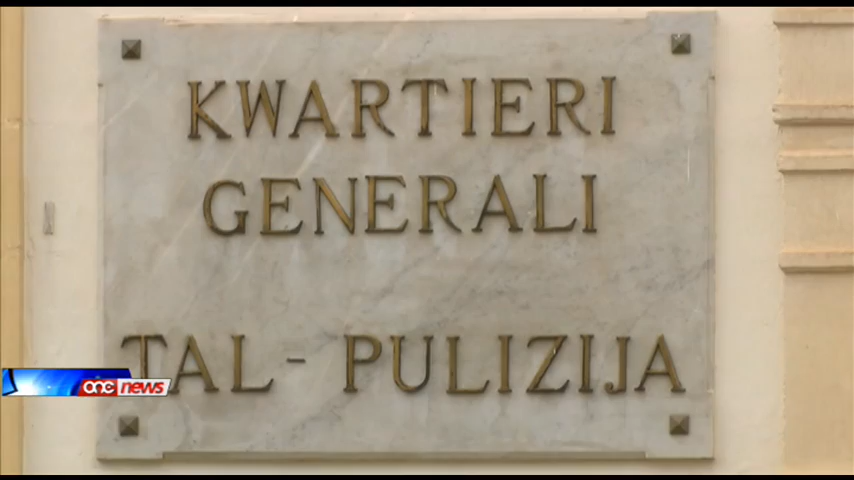 KWARTIERI
GENERALI
TAL - PULIZIJA
one news